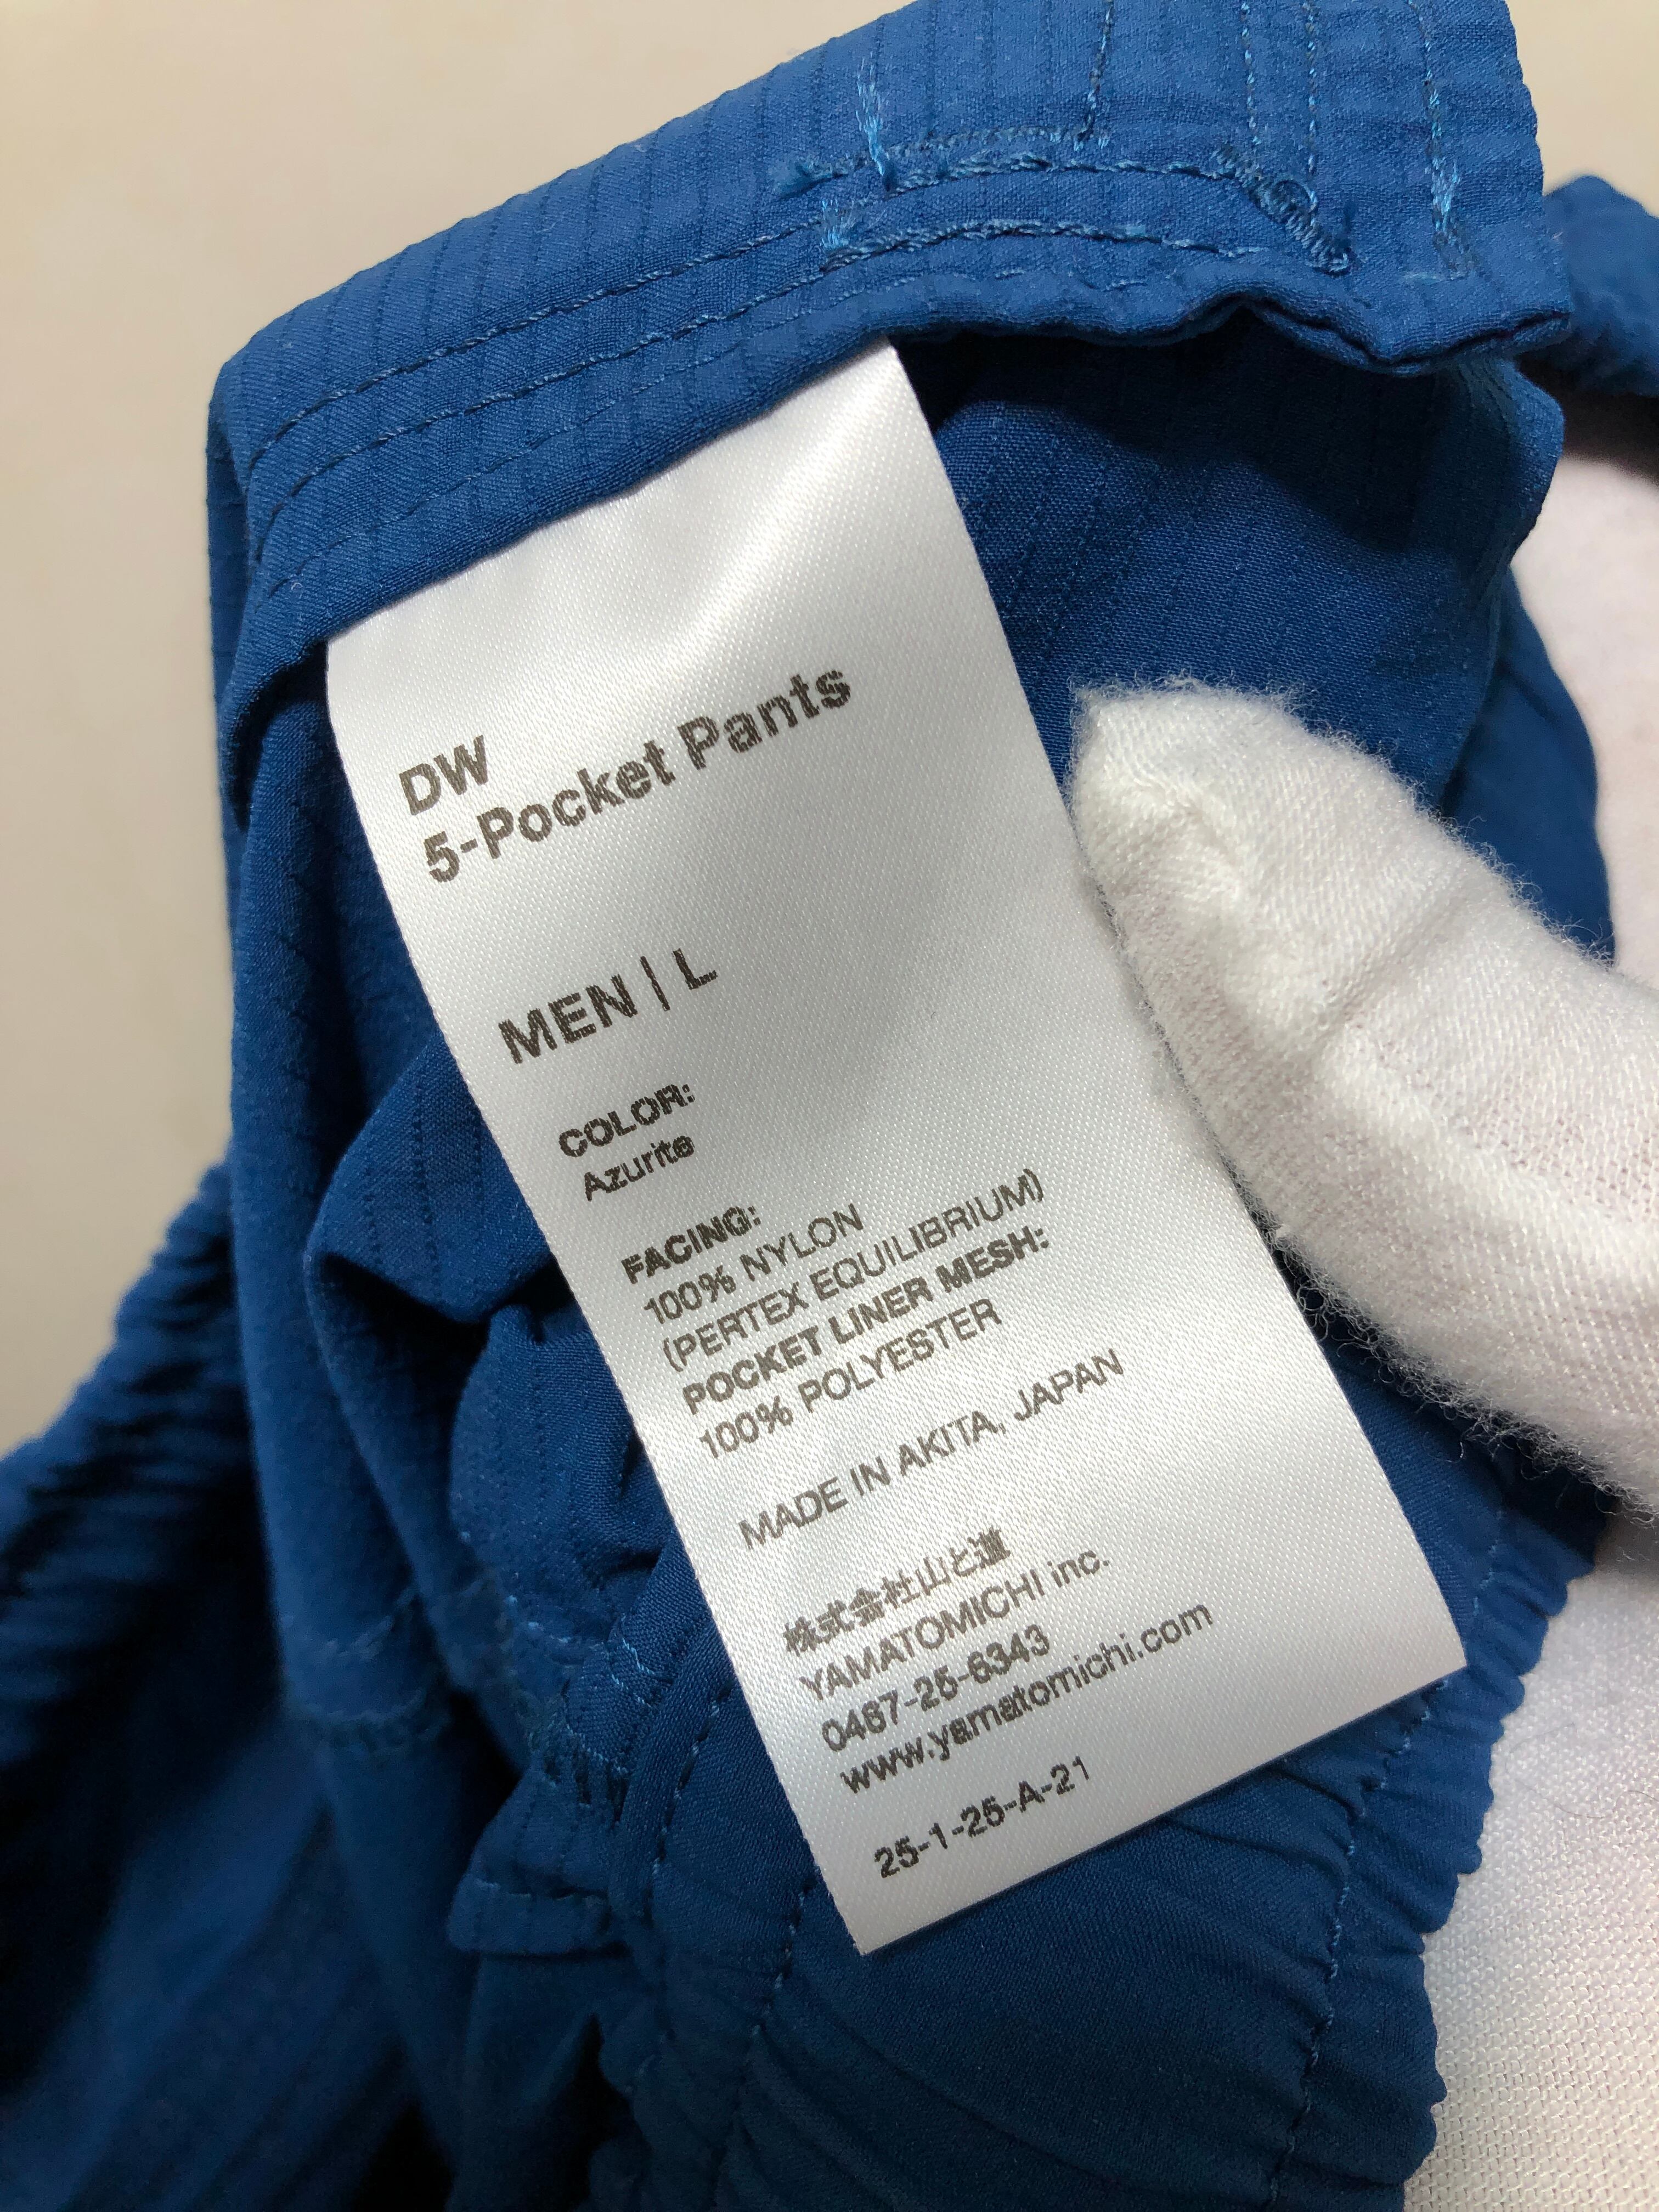 DW
5-Pocket Pants
MEN | L
COLOR:
Azurite
FACING:
100% NYLON
(PERTEX EQUILIBRIUM)
POCKET LINER MESH:
100% POLYESTER
MADE IN AKITA, JAPAN
株式会社山と道
YAMATOMICHI inc.
0467-25-6343
www.yamatomichi.com
25-1-25-A-21